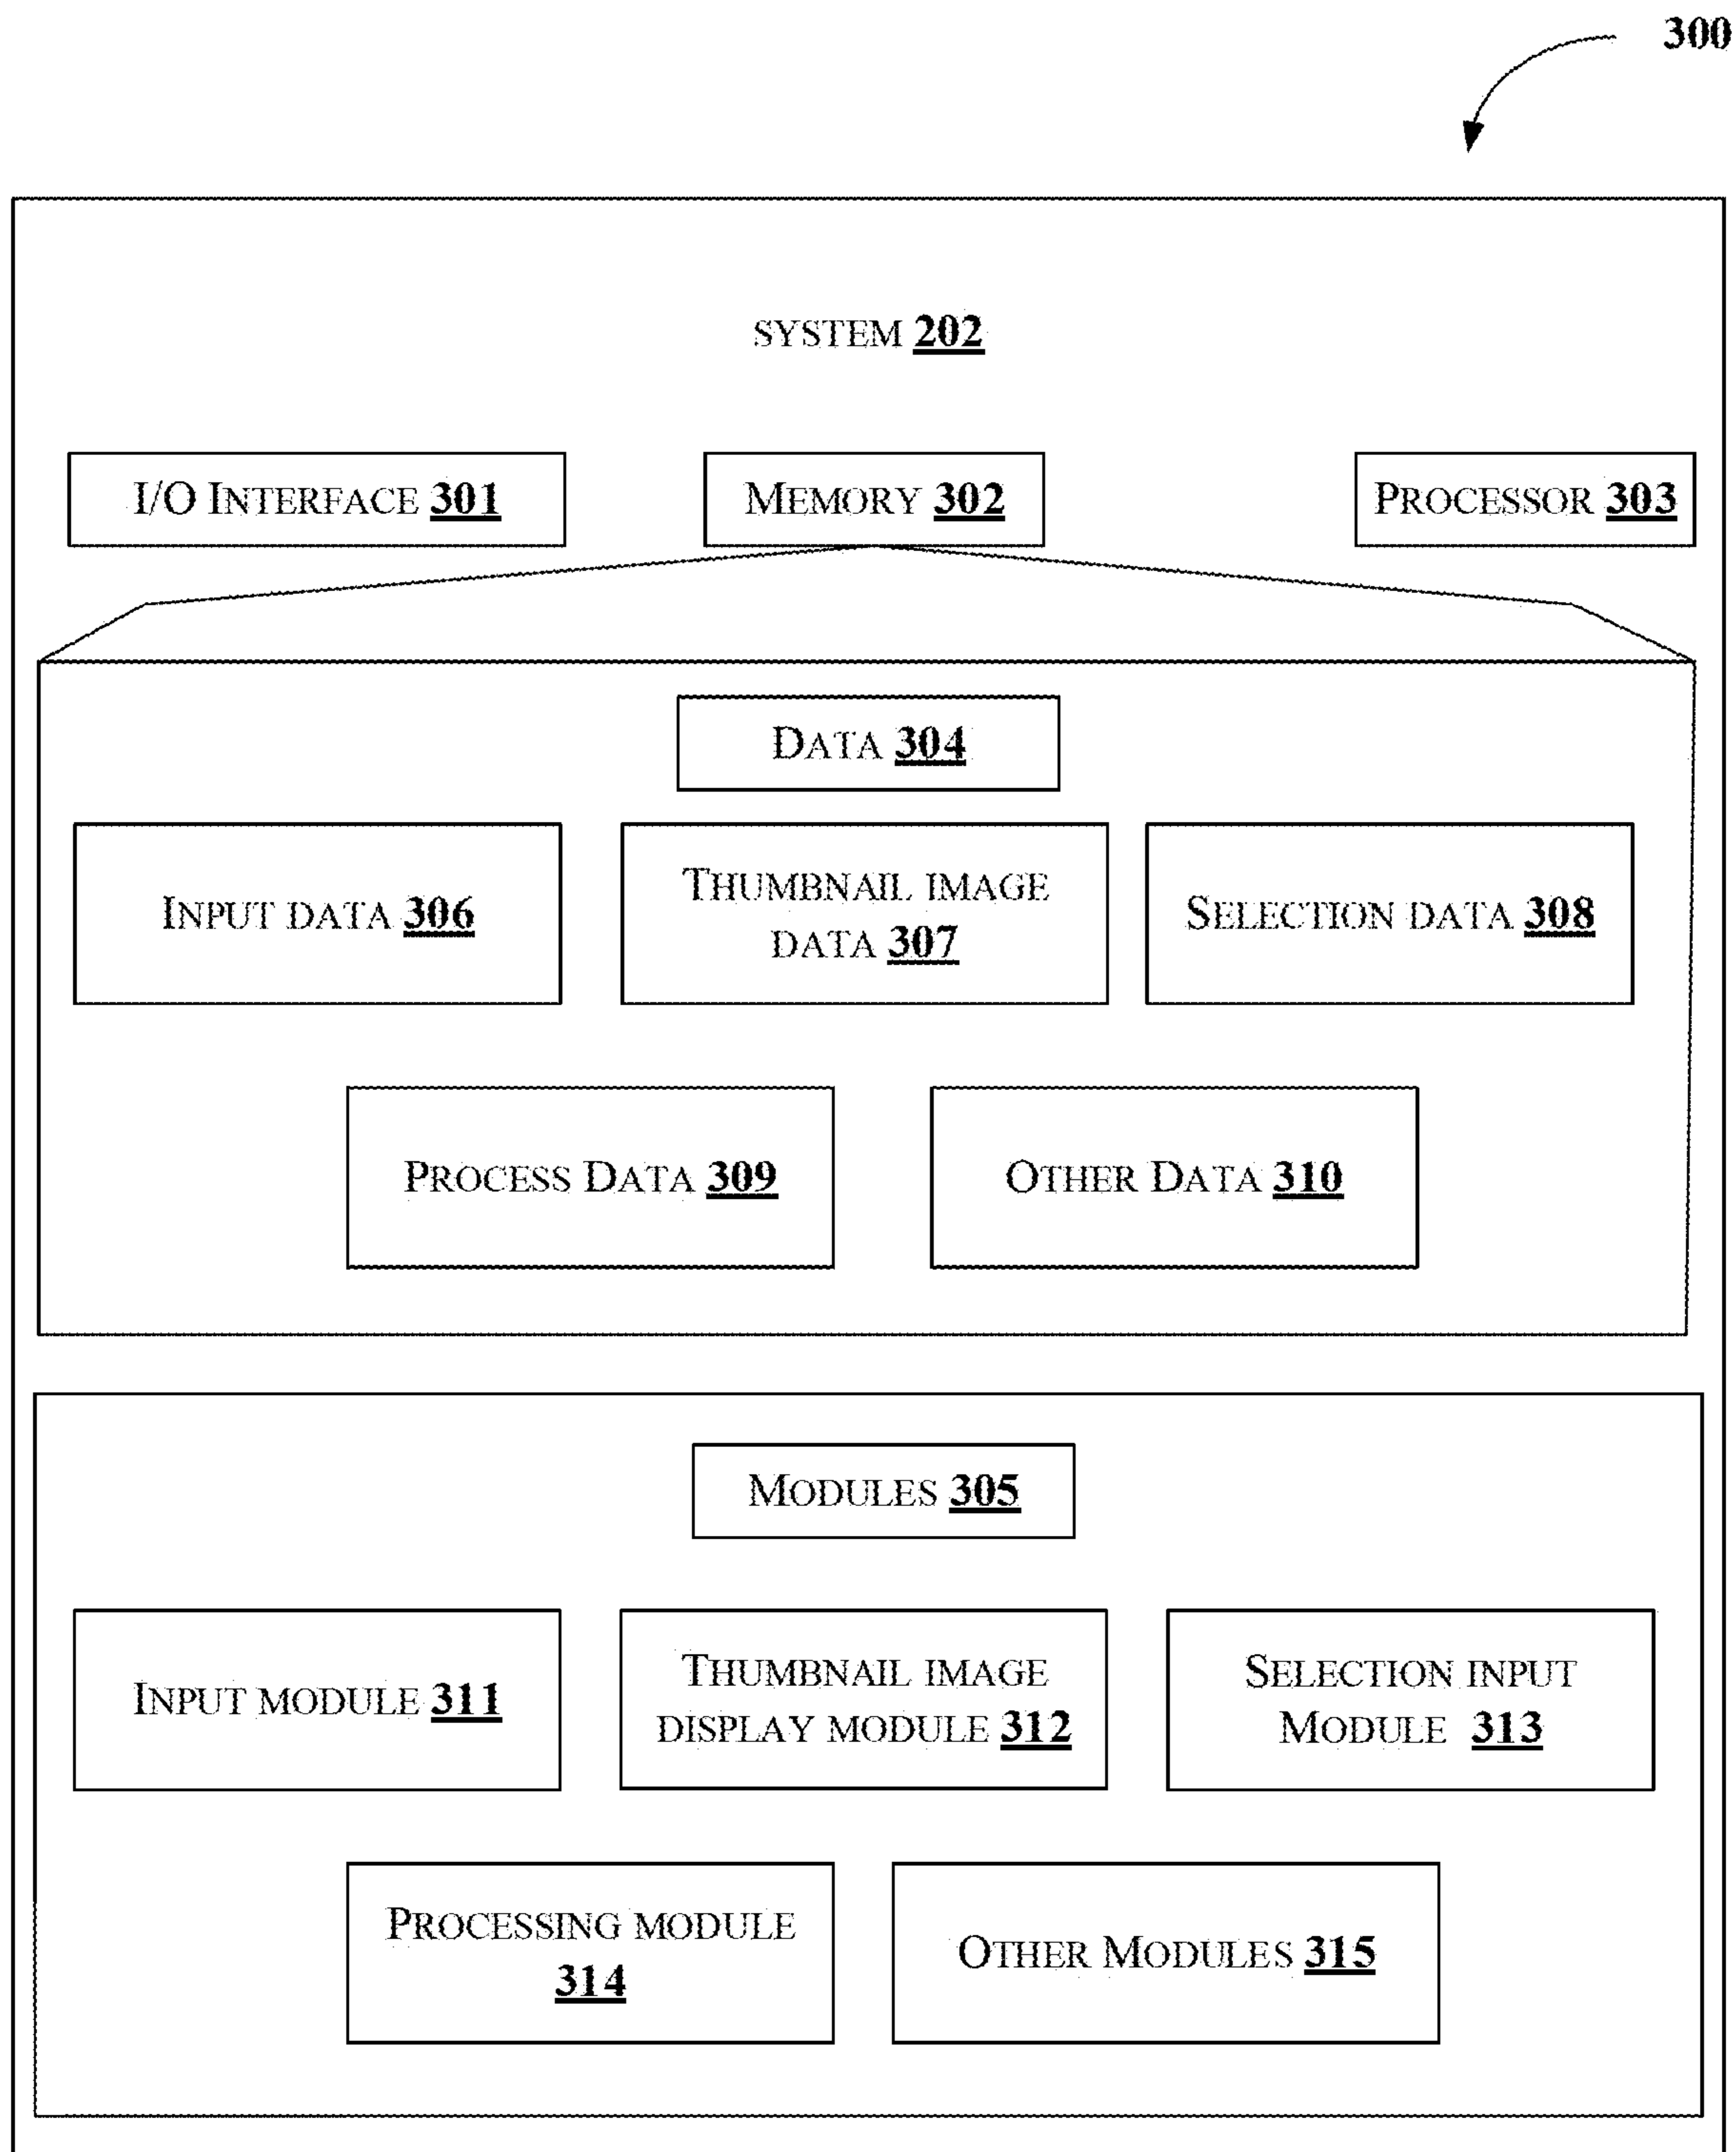 300
SYSTEM 202
I/O INTERFACE 301
MEMORY 302
PROCESSOR 303
DATA 304
INPUT DATA 306
THUMBNAIL IMAGE
DATA 307
SELECTION DATA 308
PROCESS DATA 309
OTHER DATA 310
MODULES 305
INPUT MODULE 311
THUMBNAIL IMAGE
DISPLAY MODULE 312
SELECTION INPUT
MODULE 313
PROCESSING MODULE
314
OTHER MODULES 315